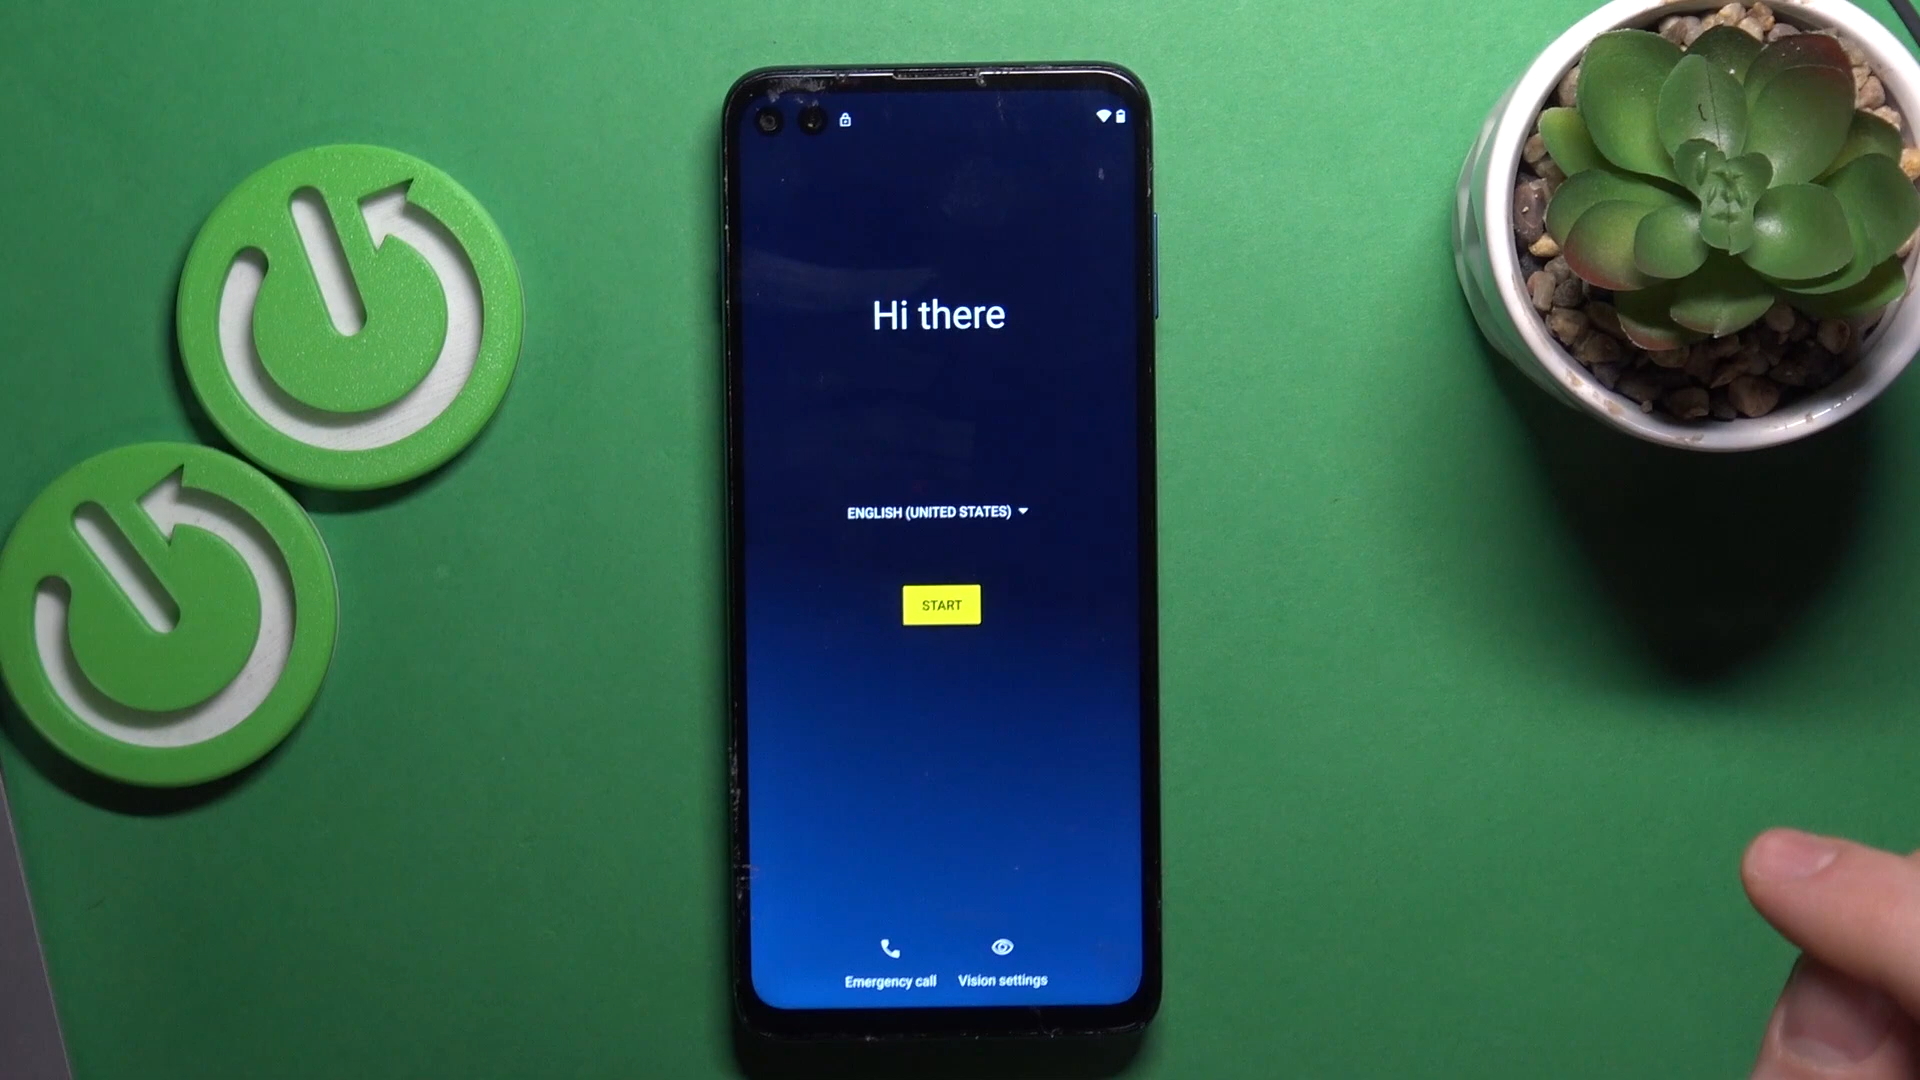 Hi there
ENGLISH (UNITED STATES)
START
Emergency call
Vision settings